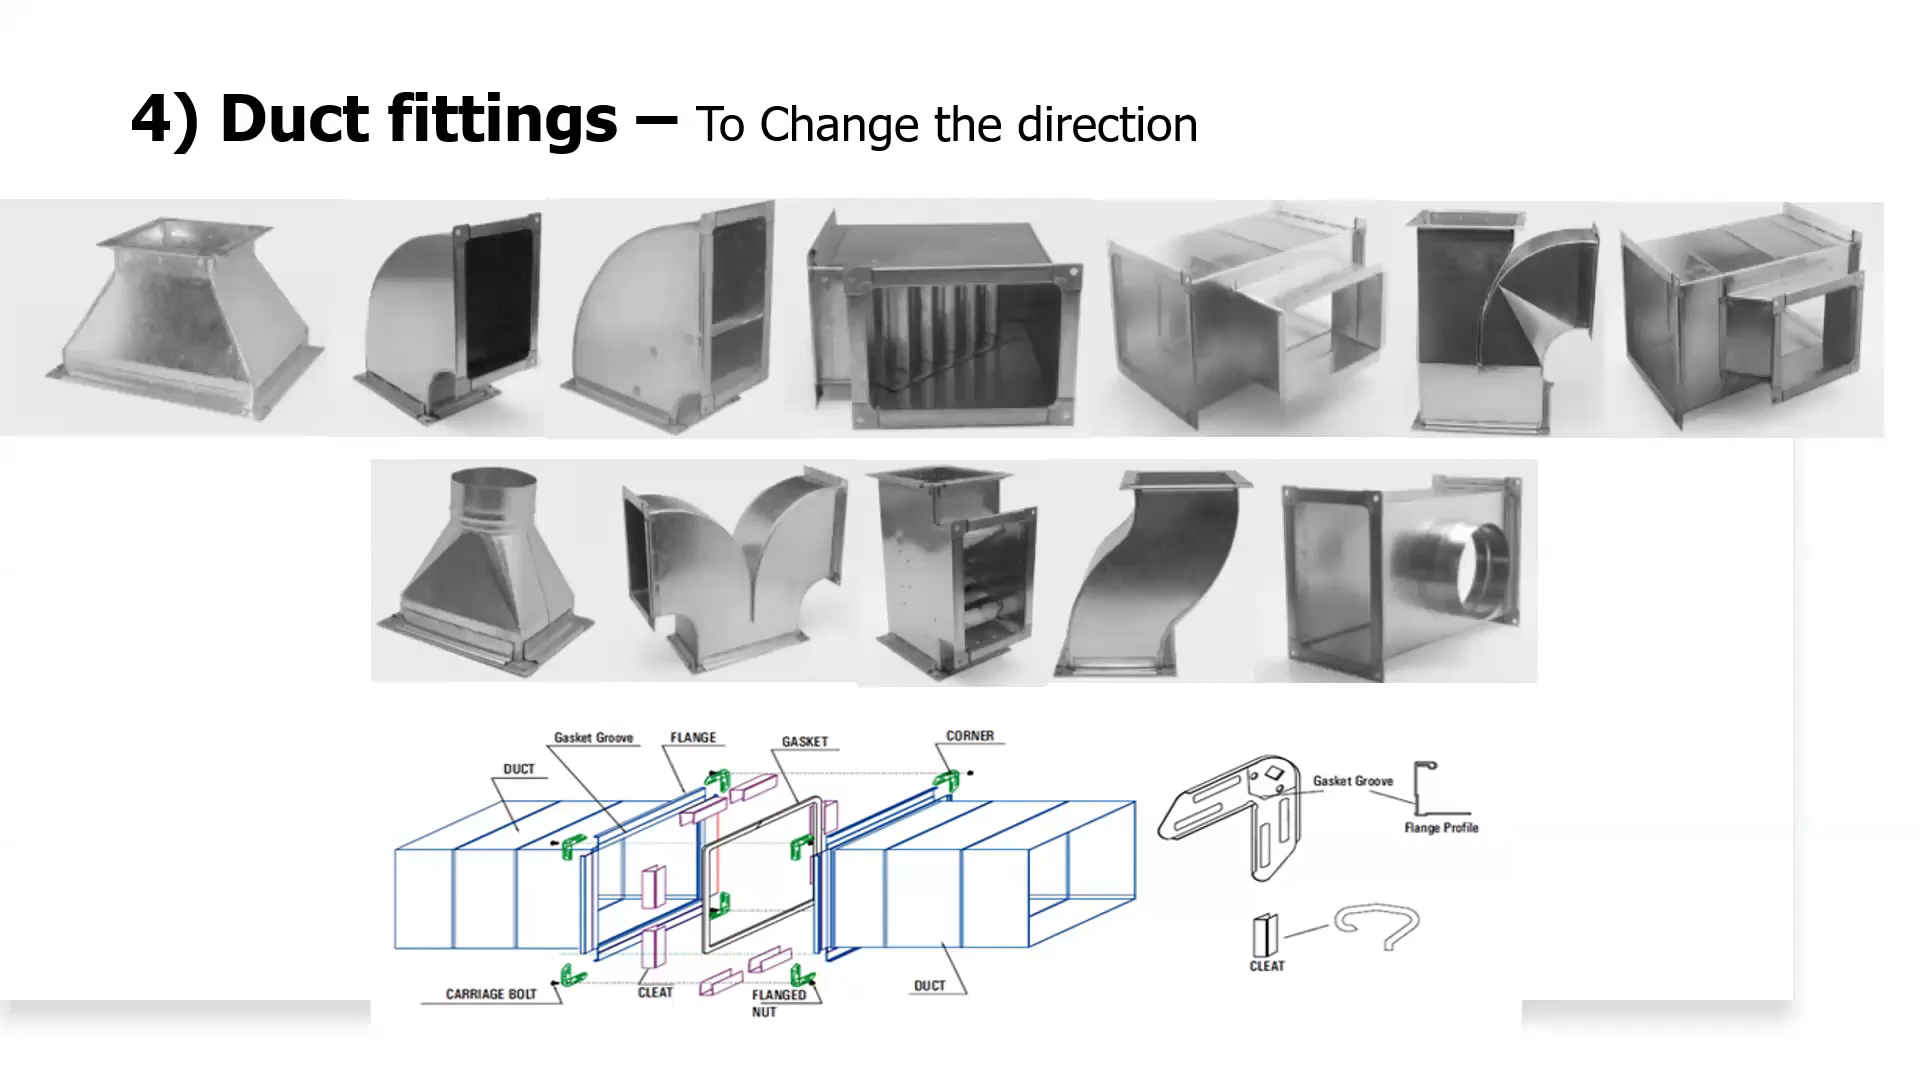 4) Duct fittings – To Change the direction
Gasket Groove
FLANGE
GASKET
CORNER
DUCT
Gasket Groove
Flange Profile
CARRIAGE BOLT
CLEAT
FLANGED
NUT
DUCT
CLEAT